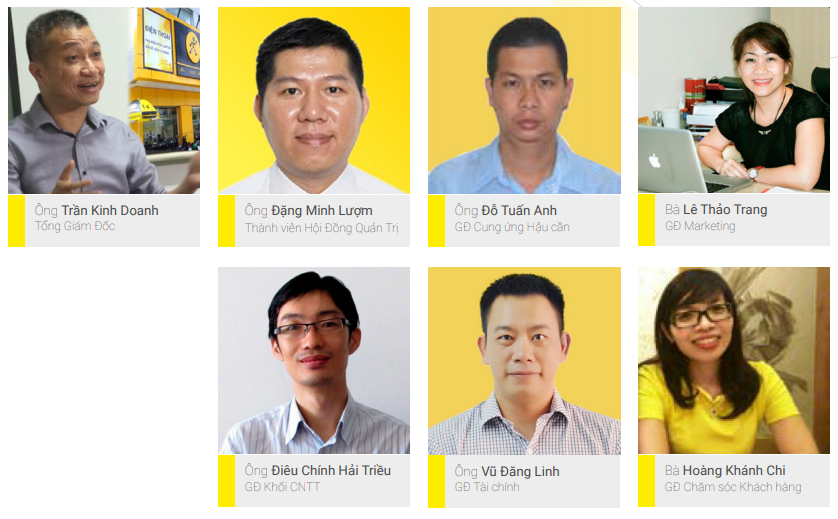 ĐIỆN THOẠI
Ông Trần Kinh Doanh
Tổng Giám Đốc
Ông Đặng Minh Lượm
Thành viên Hội Đồng Quản Trị
Ông Đỗ Tuấn Anh
GĐ Cung ứng Hậu cần
Bà Lê Thảo Trang
GĐ Marketing
Ông Điêu Chính Hải Triều
GĐ Khối CNTT
Ông Vũ Đăng Linh
GĐ Tài chính
Bà Hoàng Khánh Chi
GĐ Chăm sóc Khách hàng